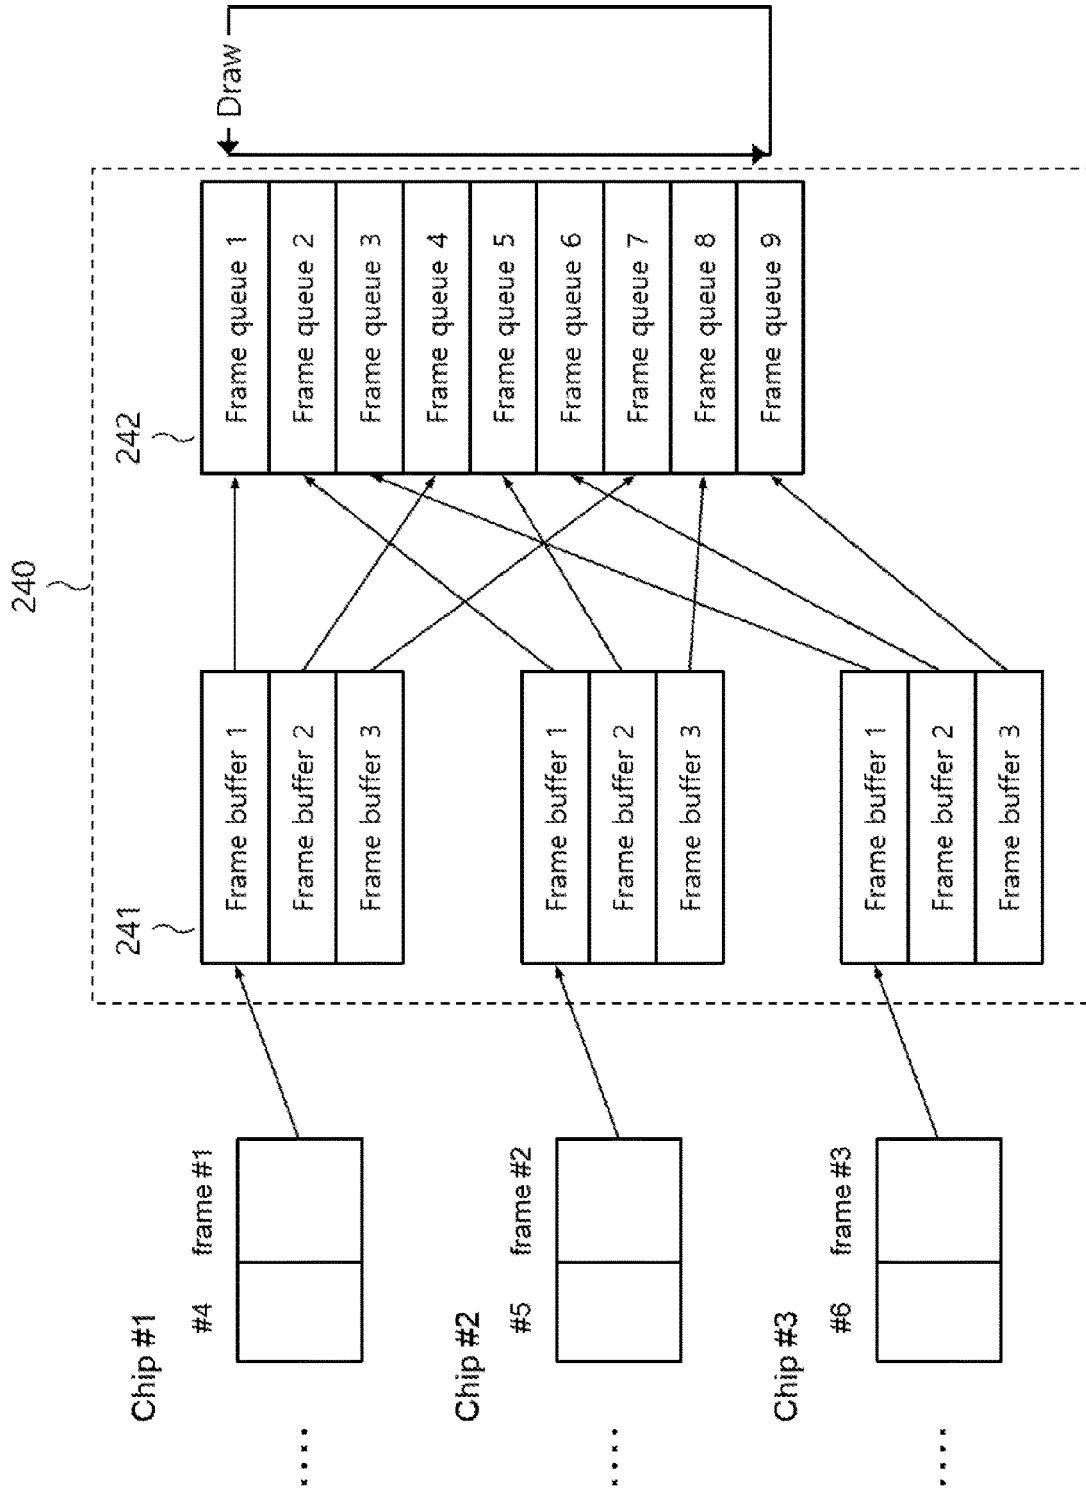 240
241
242
Chip #1
#4
frame #1
Chip #2
#5
frame #2
Chip #3
#6
frame #3
Frame buffer 1
Frame buffer 2
Frame buffer 3
Frame buffer 1
Frame buffer 2
Frame buffer 3
Frame buffer 1
Frame buffer 2
Frame buffer 3
Frame queue 1
Frame queue 2
Frame queue 3
Frame queue 4
Frame queue 5
Frame queue 6
Frame queue 7
Frame queue 8
Frame queue 9
Draw